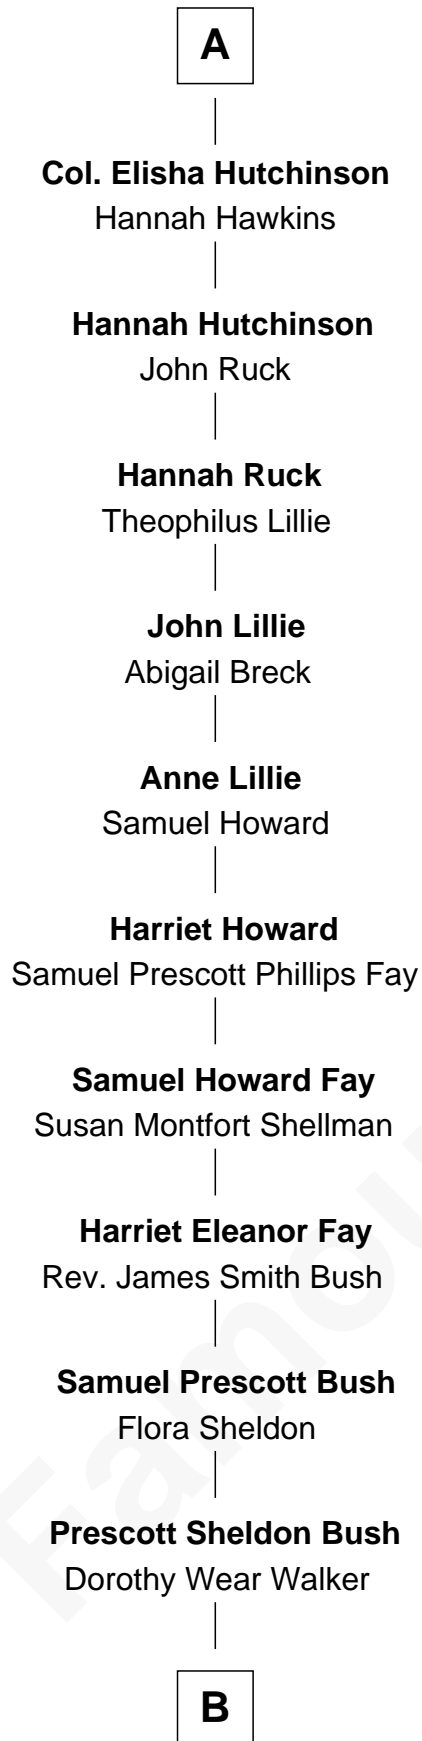 A
Col. Elisha Hutchinson
Hannah Hawkins
Hannah Hutchinson
John Ruck
Hannah Ruck
Theophilus Lillie
John Lillie
Abigail Breck
Anne Lillie
Samuel Howard
Harriet Howard
Samuel Prescott Phillips Fay
Samuel Howard Fay
Susan Montfort Shellman
Harriet Eleanor Fay
Rev. James Smith Bush
Samuel Prescott Bush
Flora Sheldon
Prescott Sheldon Bush
Dorothy Wear Walker
B